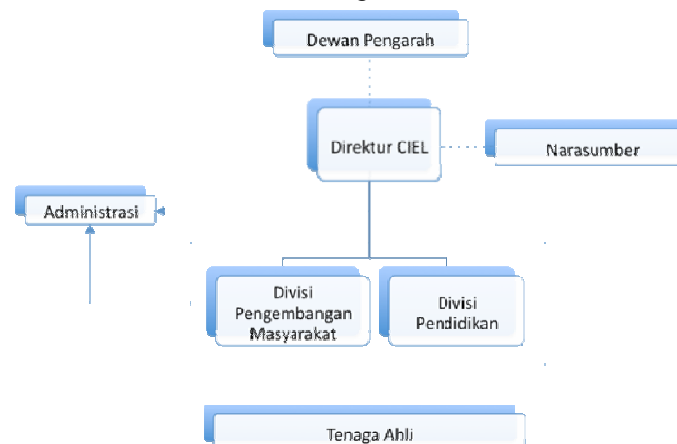 Dewan Pengarah
Direktur CIEL
Narasumber
Administrasi
Divisi
Pengembangan
Masyarakat
Divisi
Pendidikan
Tenaga Ahli